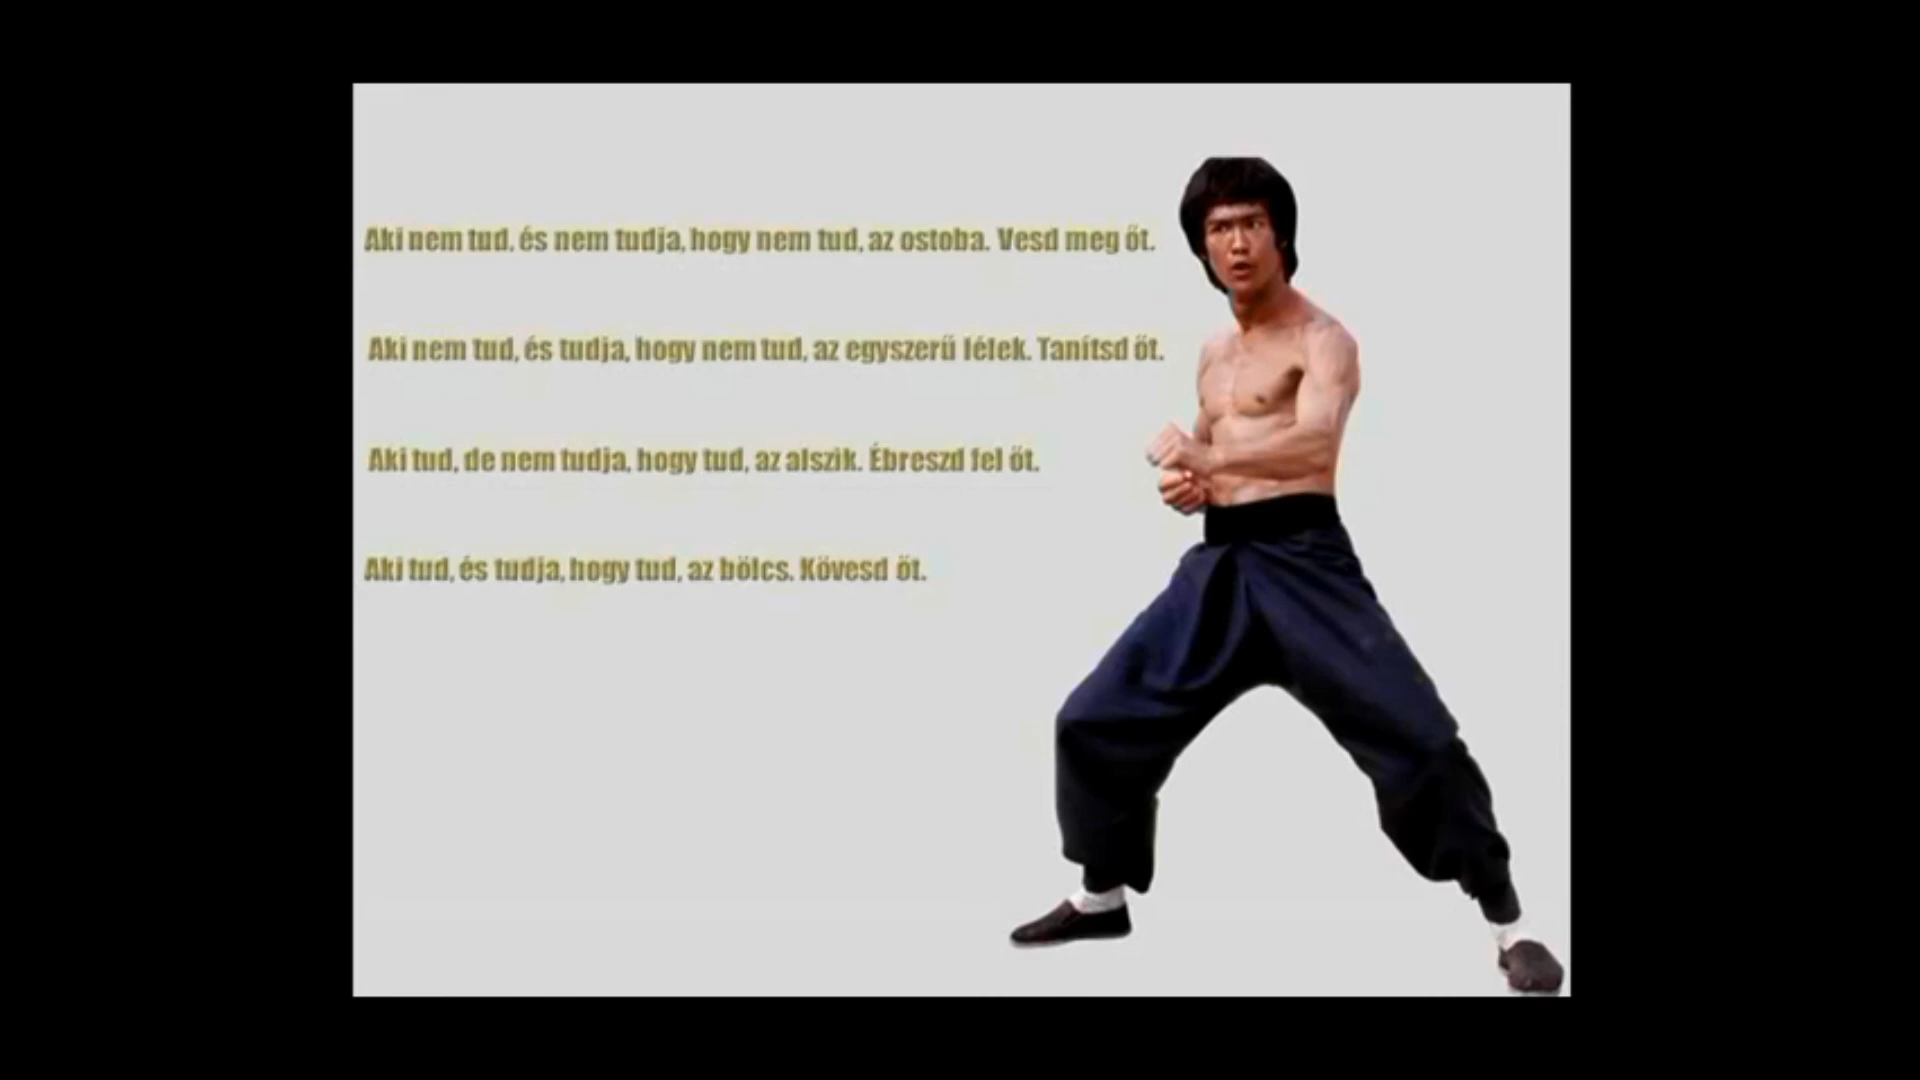 Aki nem tud, és nem tudja, hogy nem tud, az ostoba. Vesd meg őt.
Aki nem tud, és tudja, hogy nem tud, az egyszerű lélek. Tanítsd őt.
Aki tud, de nem tudja, hogy tud, az alszik. Ébreszd fel őt.
Aki tud, és tudja, hogy tud, az bölcs. Kövesd őt.